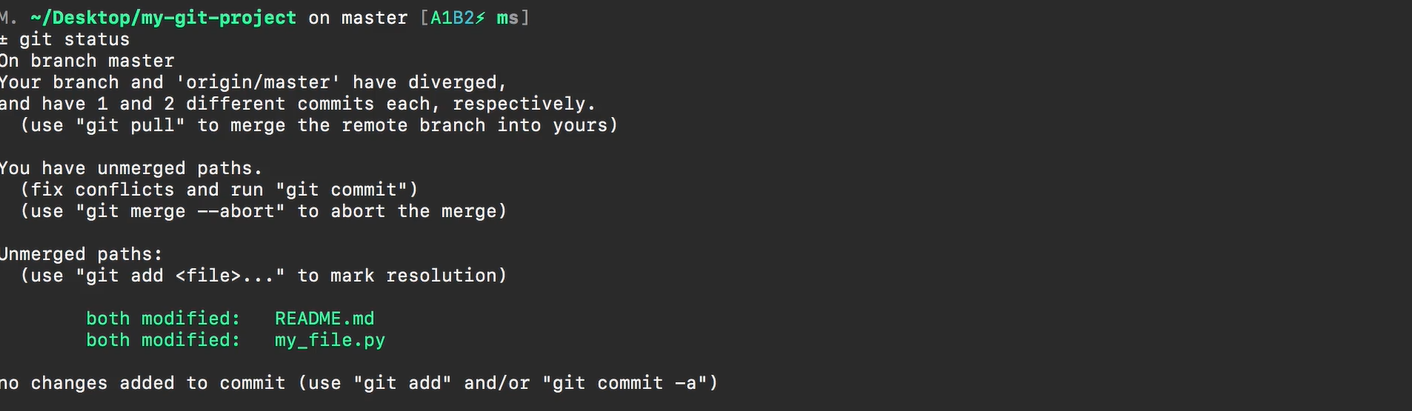 M. ~/Desktop/my-git-project on master [A1B2⚡ ms]
± git status
On branch master
Your branch and 'origin/master' have diverged,
and have 1 and 2 different commits each, respectively.
  (use "git pull" to merge the remote branch into yours)
You have unmerged paths.
  (fix conflicts and run "git commit")
  (use "git merge --abort" to abort the merge)
Unmerged paths:
  (use "git add <file>..." to mark resolution)
        both modified:   README.md
        both modified:   my_file.py
no changes added to commit (use "git add" and/or "git commit -a")